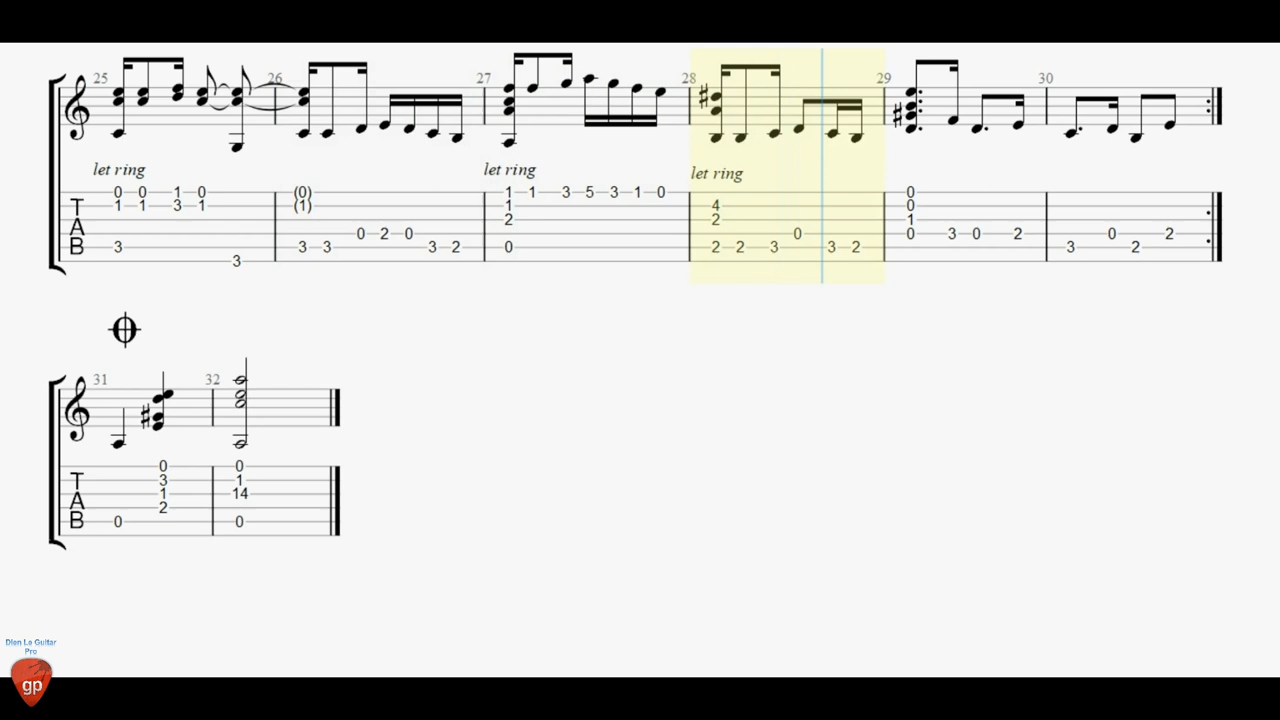 25 26 27 28 29 30
let ring let ring let ring
0 0 1 0 (0) 1 1 3 5 3 1 0 0
T 1 1 3 1 (1) 1 4 0
2 2 1
A 0 2 0 0 0 3 0 2 0 2
B 3 3 3 3 2 0 2 2 3 3 2 3 2
3
31 32
0 0
T 3 1
1 14
A 2
B 0 0
Dien Le Guitar
Pro
gp